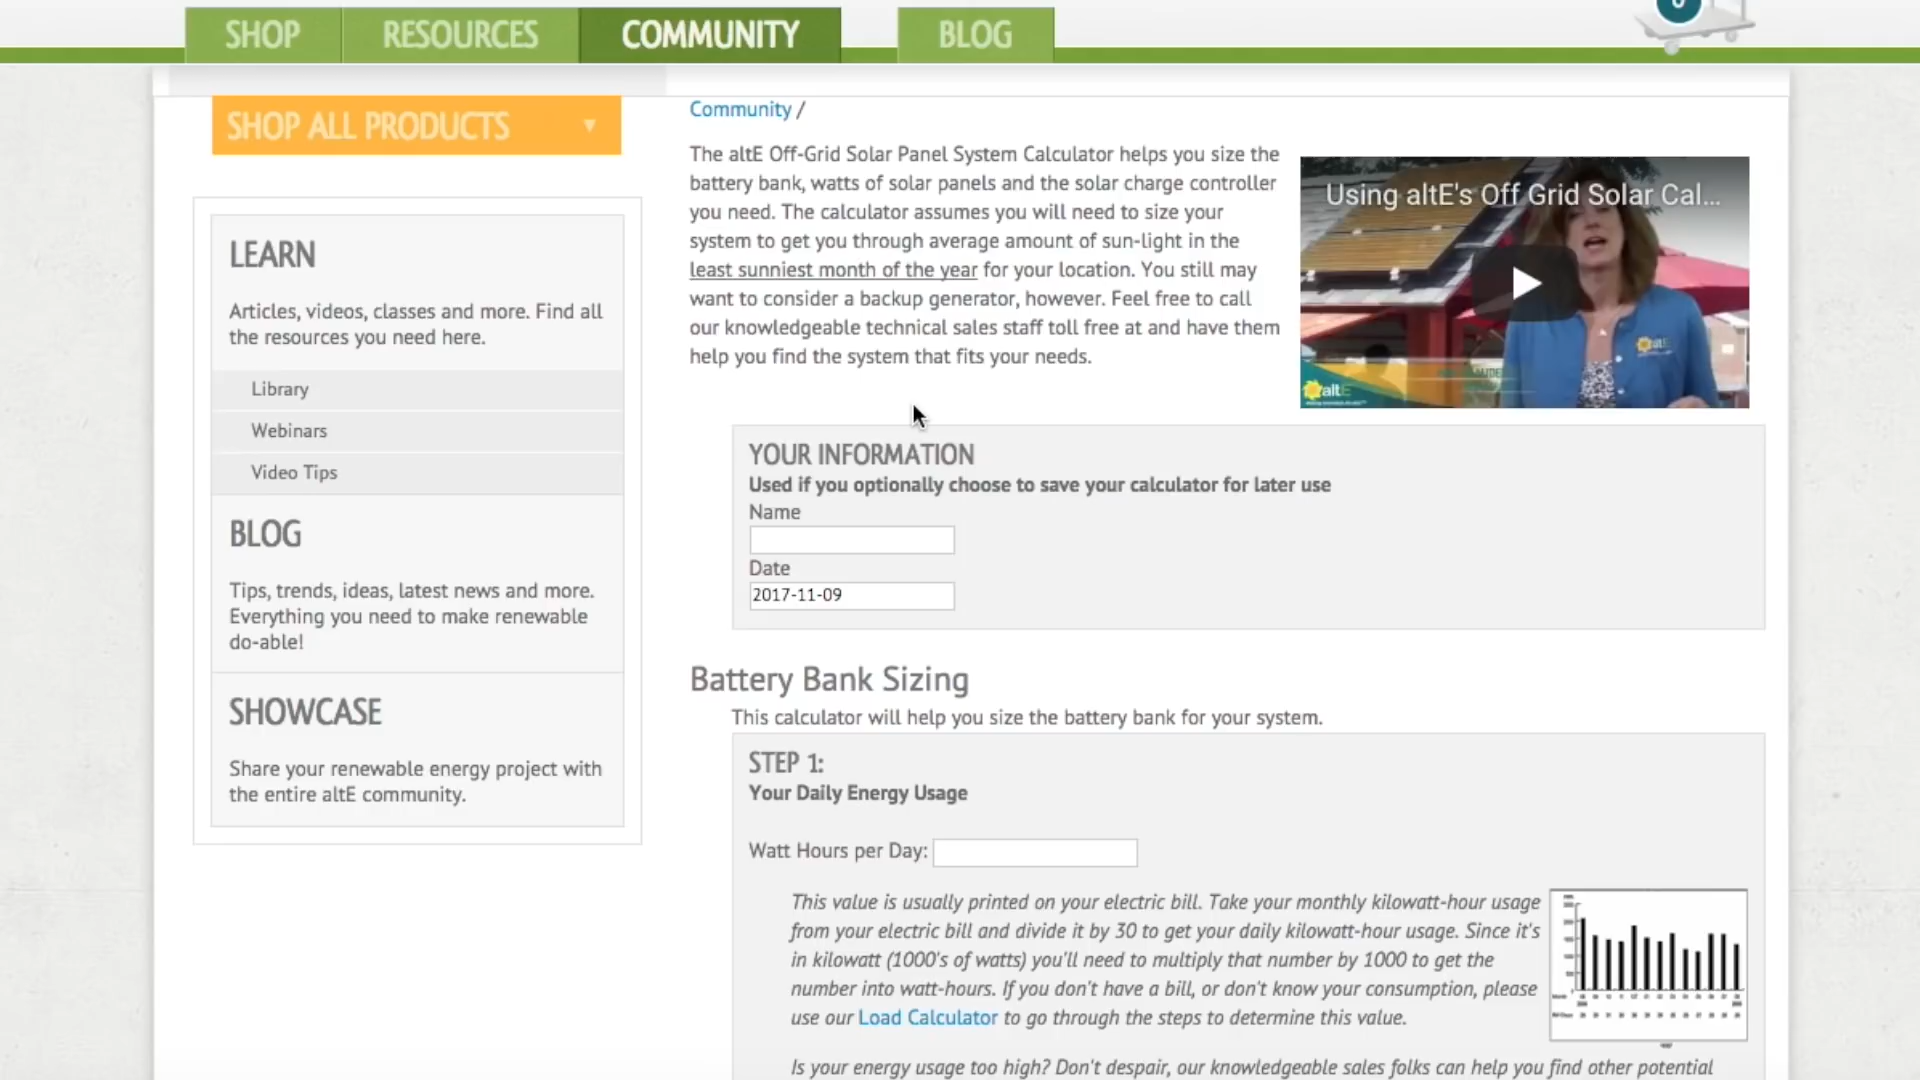 SHOP
RESOURCES
COMMUNITY
BLOG
SHOP ALL PRODUCTS
LEARN
Articles, videos, classes and more. Find all
the resources you need here.
Library
Webinars
Video Tips
BLOG
Tips, trends, ideas, latest news and more.
Everything you need to make renewable
do-able!
SHOWCASE
Share your renewable energy project with
the entire altE community.
Community /
The altE Off-Grid Solar Panel System Calculator helps you size the
battery bank, watts of solar panels and the solar charge controller
you need. The calculator assumes you will need to size your
system to get you through average amount of sun-light in the
least sunniest month of the year for your location. You still may
want to consider a backup generator, however. Feel free to call
our knowledgeable technical sales staff toll free at and have them
help you find the system that fits your needs.
Using altE's Off Grid Solar Cal...
altE
YOUR INFORMATION
Used if you optionally choose to save your calculator for later use
Name
Date
2017-11-09
Battery Bank Sizing
This calculator will help you size the battery bank for your system.
STEP 1:
Your Daily Energy Usage
Watt Hours per Day:
This value is usually printed on your electric bill. Take your monthly kilowatt-hour usage
from your electric bill and divide it by 30 to get your daily kilowatt-hour usage. Since it's
in kilowatt (1000's of watts) you'll need to multiply that number by 1000 to get the
number into watt-hours. If you don't have a bill, or don't know your consumption, please
use our Load Calculator to go through the steps to determine this value.
Is your energy usage too high? Don't despair, our knowledgeable sales folks can help you find other potential